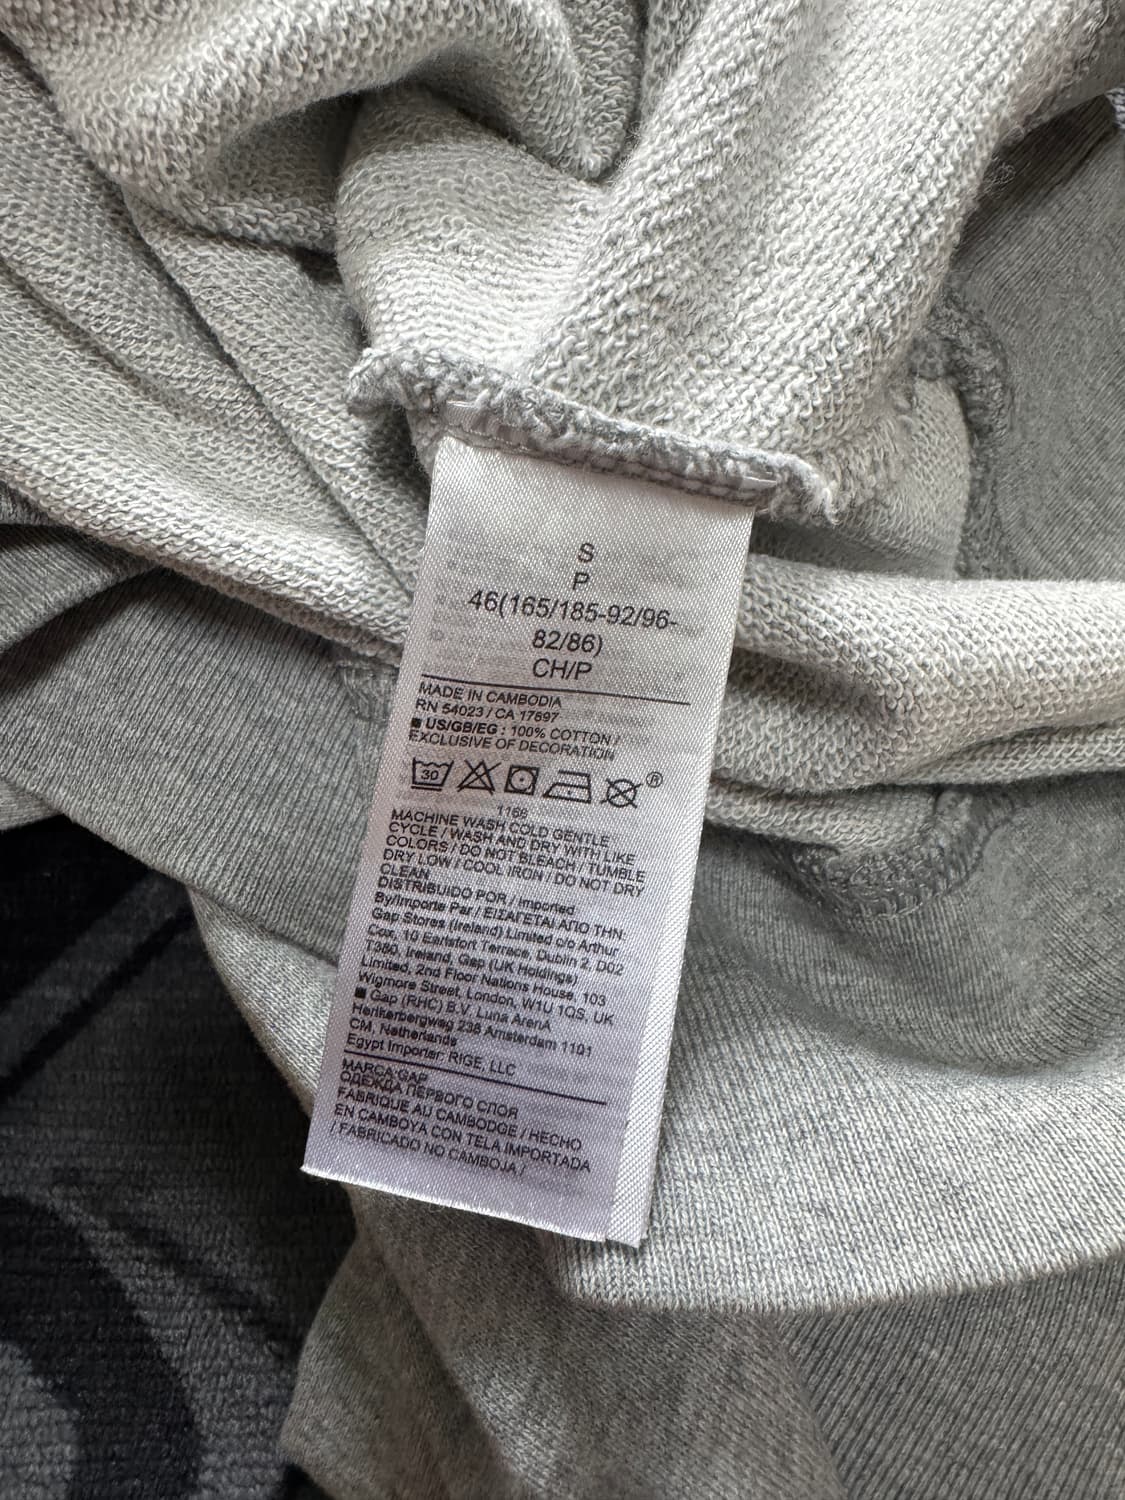 S
P
46(165/185-92/96-
82/86)
CH/P
MADE IN CAMBODIA
RN 54023 / CA 17897
■ US/GB/EG : 100% COTTON /
EXCLUSIVE OF DECORATION
30
®
1166
MACHINE WASH COLD GENTLE
CYCLE / WASH AND DRY WITH LIKE
COLORS / DO NOT BLEACH / TUMBLE
DRY LOW / COOL IRON / DO NOT DRY
CLEAN
DISTRIBUIDO POR / Imported
By/Importe Par / ΕΙΣΑΓΕΤΑΙ ΑΠΟ ΤΗΝ
Gap Stores (Ireland) Limited c/o Arthur
Cox, 10 Earlsfort Terrace, Dublin 2, D02
T380, Ireland, Gap (UK Holdings)
Limited, 2nd Floor Nations House, 103
Wigmore Street, London, W1U 1QS, UK
■ Gap (RHC) B.V. Luna ArenA
Herikerbergweg 238 Amsterdam 1101
CM, Netherlands
Egypt Importer: RIGE, LLC
MARCA:GAP
ОДЕЖДА ПЕРВОГО СЛОЯ
FABRIQUE AU CAMBODGE / HECHO
EN CAMBOYA CON TELA IMPORTADA
/ FABRICADO NO CAMBOJA /